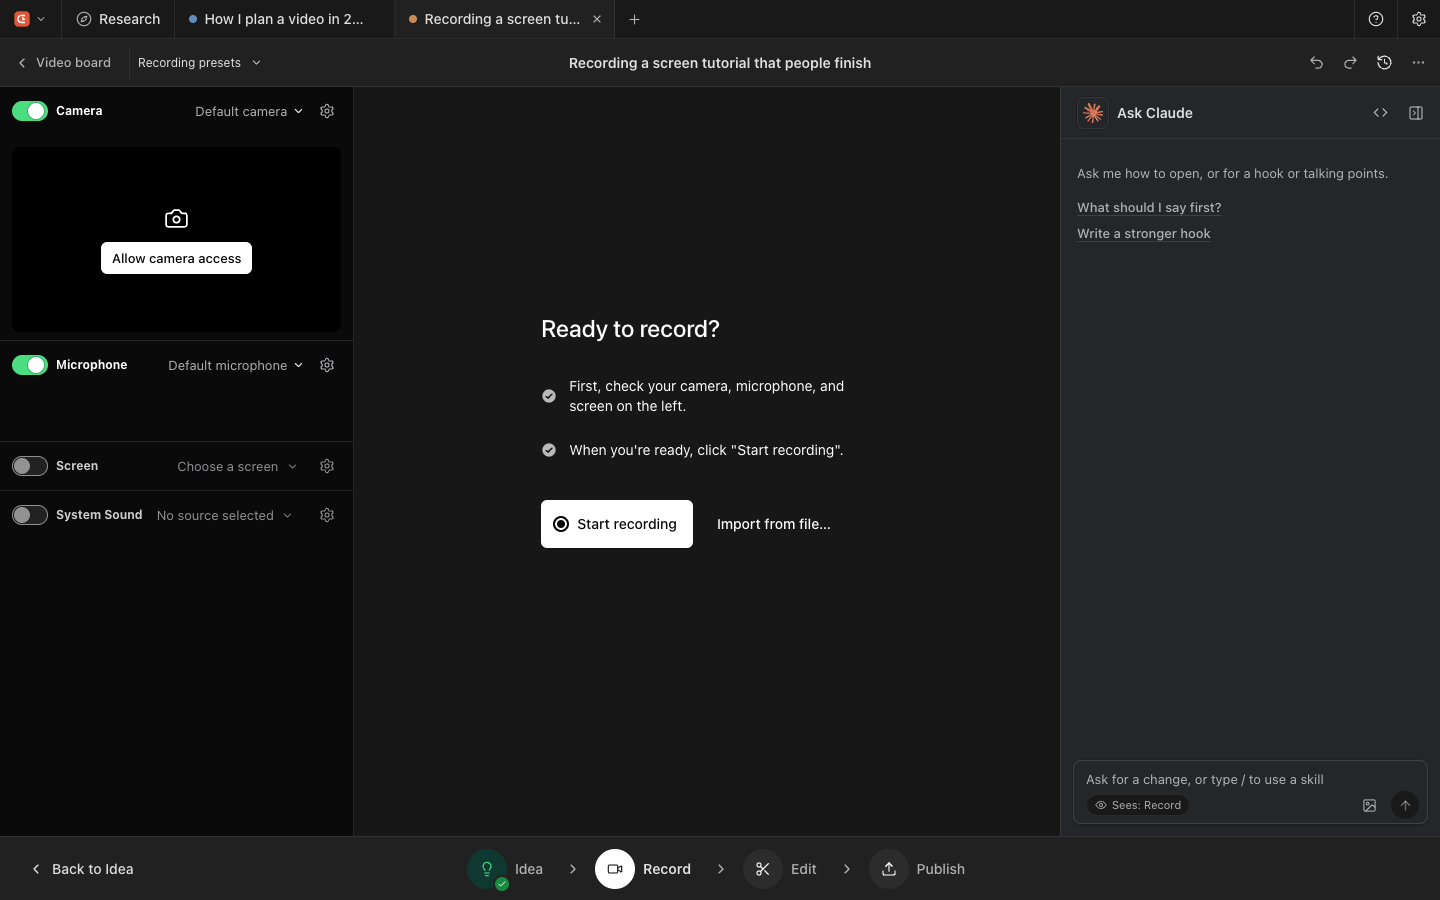 Research
How I plan a video in 2...
Recording a screen tu...
Video board
Recording presets
Recording a screen tutorial that people finish
Camera
Default camera
Allow camera access
Microphone
Default microphone
Screen
Choose a screen
System Sound
No source selected
Ready to record?
First, check your camera, microphone, and
screen on the left.
When you're ready, click "Start recording".
Start recording
Import from file...
Ask Claude
Ask me how to open, or for a hook or talking points.
What should I say first?
Write a stronger hook
Ask for a change, or type / to use a skill
Sees: Record
Back to Idea
Idea
Record
Edit
Publish